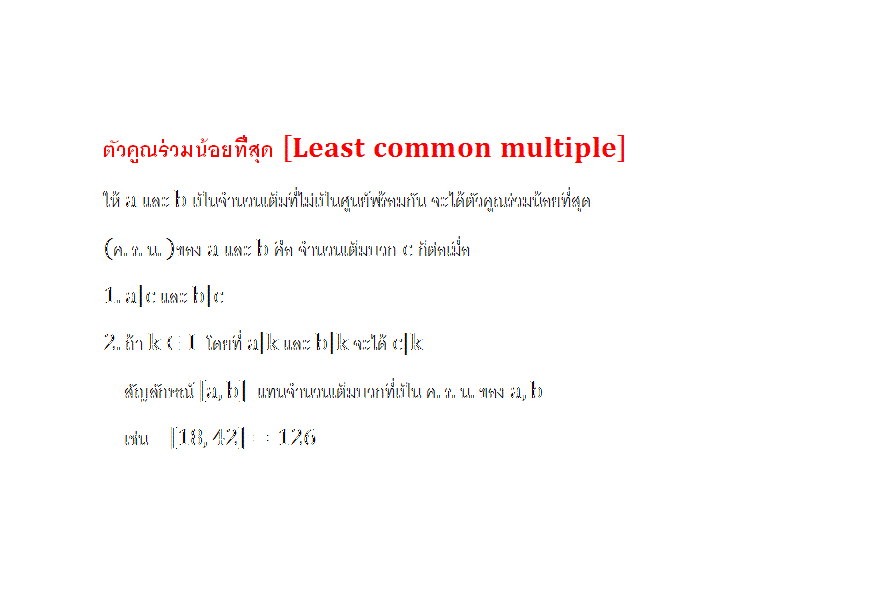 ตัวคูณร่วมน้อยที่สุด [Least common multiple]
ให้ a และ b เป็นจำนวนเต็มที่ไม่เป็นศูนย์พร้อมกัน จะได้ตัวคูณร่วมน้อยที่สุด
(ค.ร.น.)ของ a และ b คือ จำนวนเต็มบวก c ก็ต่อเมื่อ
1. a|c และ b|c
2. ถ้า k ∈ I โดยที่ a|k และ b|k จะได้ c|k
สัญลักษณ์ [a, b] แทนจำนวนเต็มบวกที่เป็น ค.ร.น. ของ a, b
เช่น [18, 42] = 126